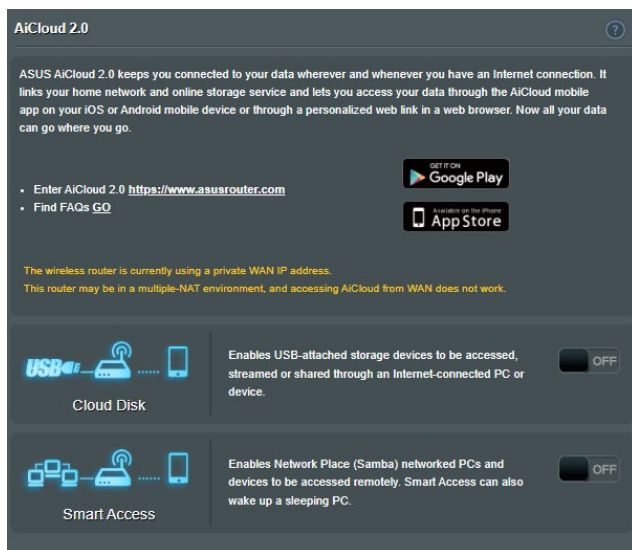 AiCloud 2.0
?
ASUS AiCloud 2.0 keeps you connected to your data wherever and whenever you have an Internet connection. It
links your home network and online storage service and lets you access your data through the AiCloud mobile
app on your iOS or Android mobile device or through a personalized web link in a web browser. Now all your data
can go where you go.
GET IT ON
Google Play
Enter AiCloud 2.0 https://www.asusrouter.com
Find FAQs GO
Available on the iPhone
App Store
The wireless router is currently using a private WAN IP address.
This router may be in a multiple-NAT environment, and accessing AiCloud from WAN does not work.
USB
Cloud Disk
Enables USB-attached storage devices to be accessed,
streamed or shared through an Internet-connected PC or
device.
OFF
Smart Access
Enables Network Place (Samba) networked PCs and
devices to be accessed remotely. Smart Access can also
wake up a sleeping PC.
OFF